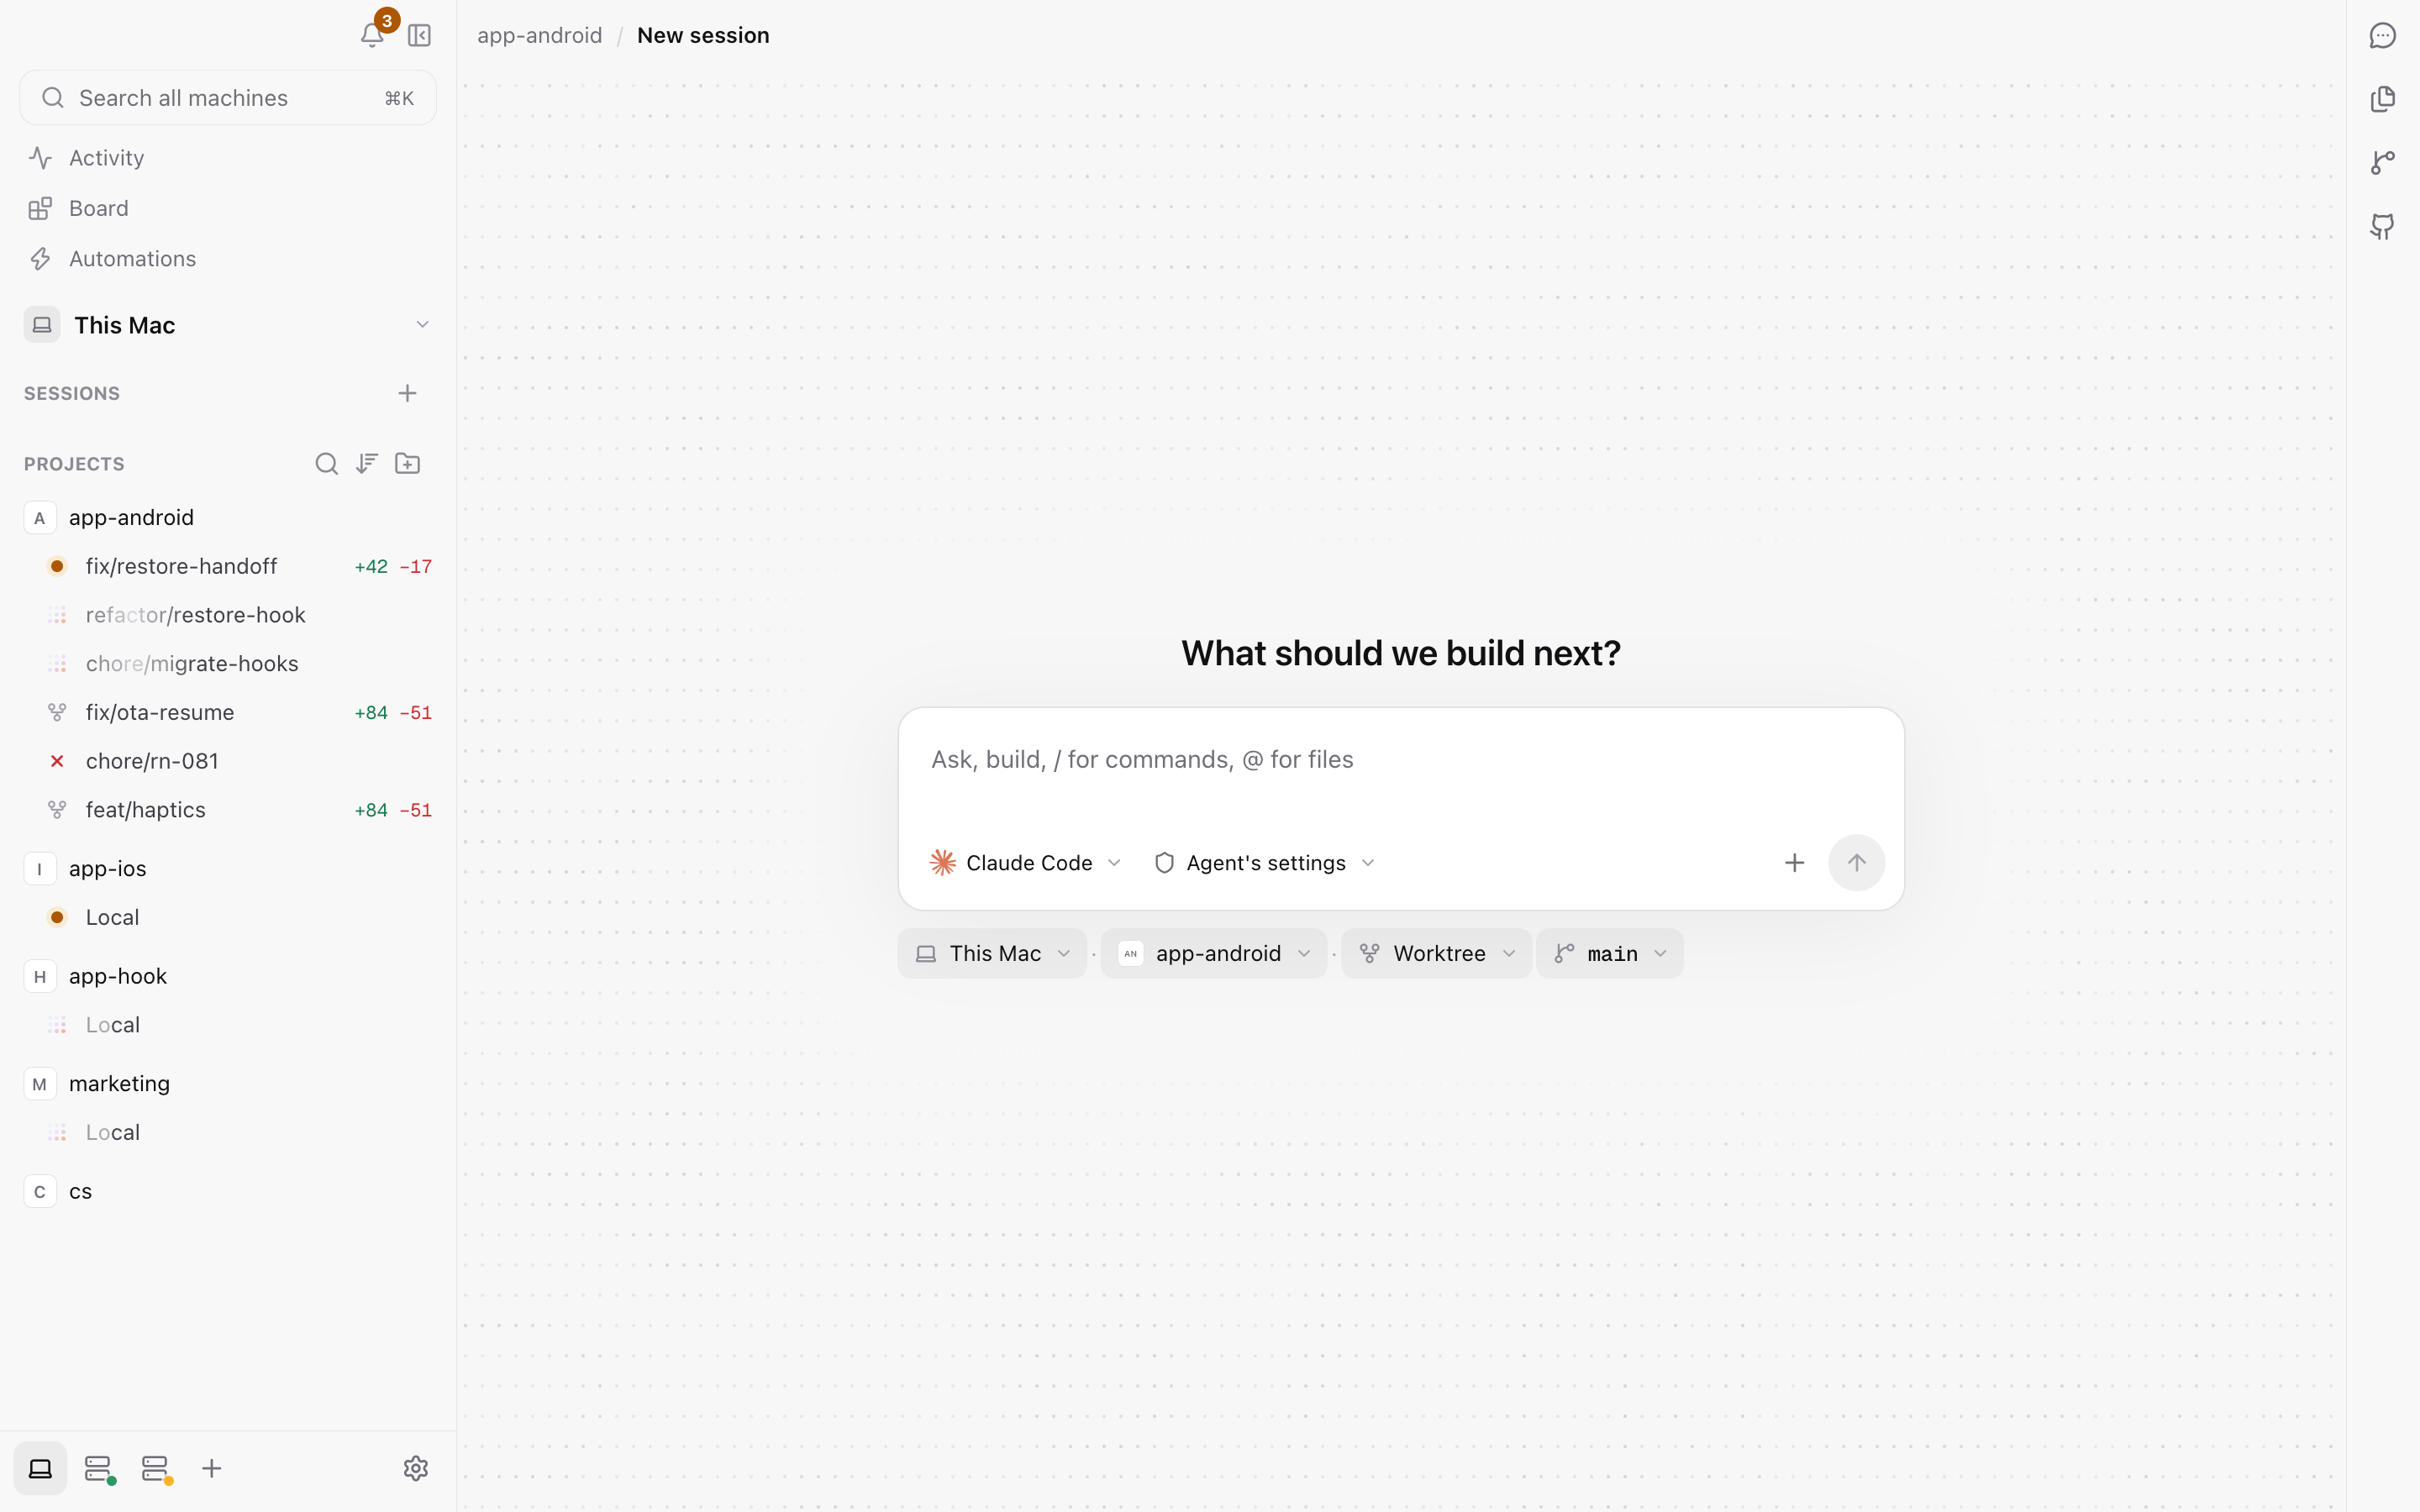 3
app-android / New session
Search all machines ⌘K
Activity
Board
Automations
This Mac
SESSIONS
PROJECTS
A app-android
fix/restore-handoff +42 −17
refactor/restore-hook
chore/migrate-hooks
fix/ota-resume +84 −51
chore/rn-081
feat/haptics +84 −51
I app-ios
Local
H app-hook
Local
M marketing
Local
C cs
What should we build next?
Ask, build, / for commands, @ for files
Claude Code Agent's settings
This Mac · AN app-android · Worktree main